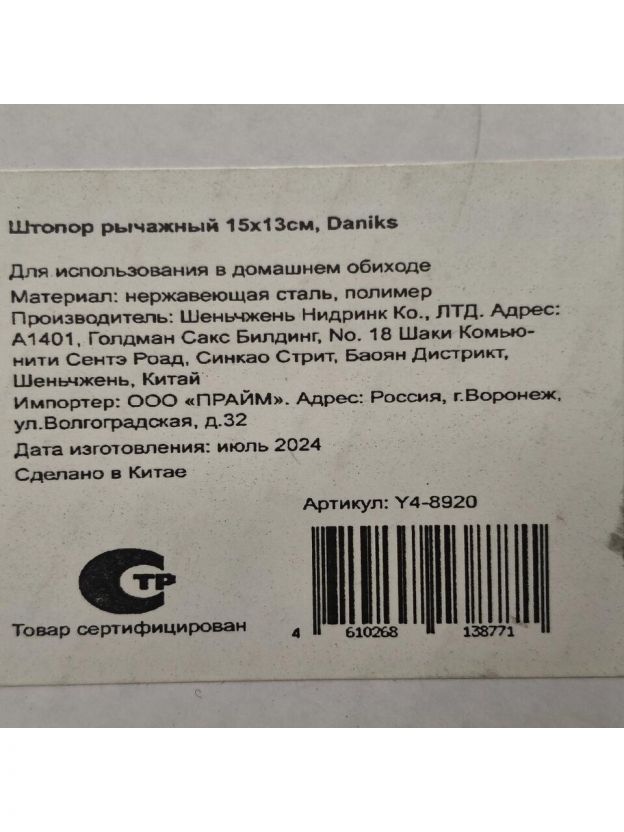 Штопор рычажный 15x13см, Daniks
Для использования в домашнем обиходе
Материал: нержавеющая сталь, полимер
Производитель: Шеньчжень Нидринк Ко., ЛТД. Адрес:
А1401, Голдман Сакс Билдинг, No. 18 Шаки Комью-
нити Сентэ Роад, Синкао Стрит, Баоян Дистрикт,
Шеньчжень, Китай
Импортер: ООО «ПРАЙМ». Адрес: Россия, г.Воронеж,
ул.Волгоградская, д.32
Дата изготовления: июль 2024
Сделано в Китае
Артикул: Y4-8920
ТР
Товар сертифицирован
4 610268 138771